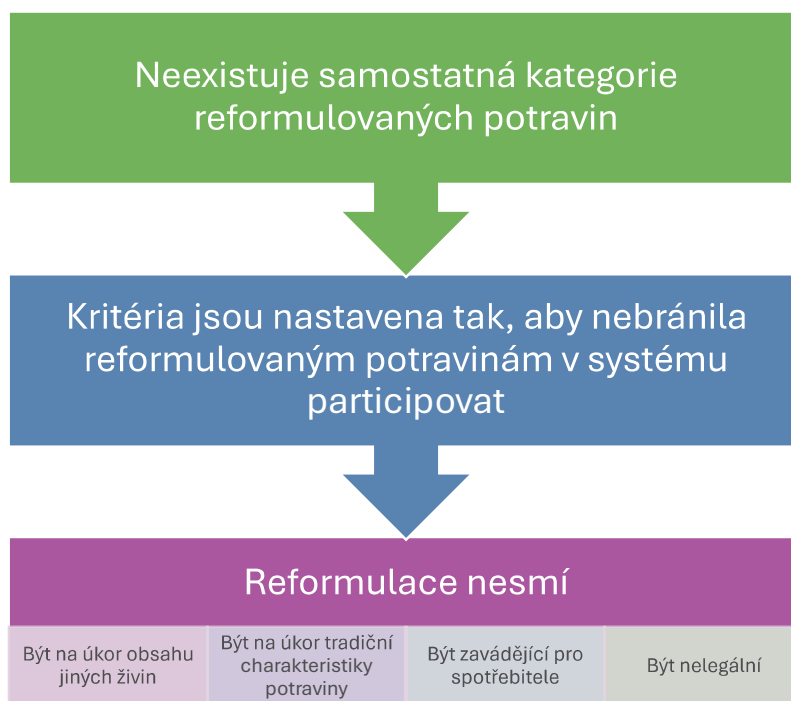 Neexistuje samostatná kategorie
reformulovaných potravin
Kritéria jsou nastavena tak, aby nebránila
reformulovaným potravinám v systému
participovat
Reformulace nesmí
Být na úkor obsahu
jiných živin
Být na úkor tradiční
charakteristiky
potraviny
Být zavádějící pro
spotřebitele
Být nelegální